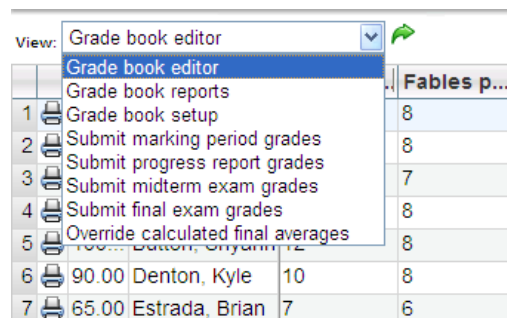 View: Grade book editor
Grade book editor
Fables p...
Grade book reports
1 Grade book setup 8
Submit marking period grades
2 8
Submit progress report grades
3 Submit midterm exam grades 7
4 Submit final exam grades 8
Override calculated final averages
5 8
6 90.00 Denton, Kyle 10 8
7 65.00 Estrada, Brian 7 6